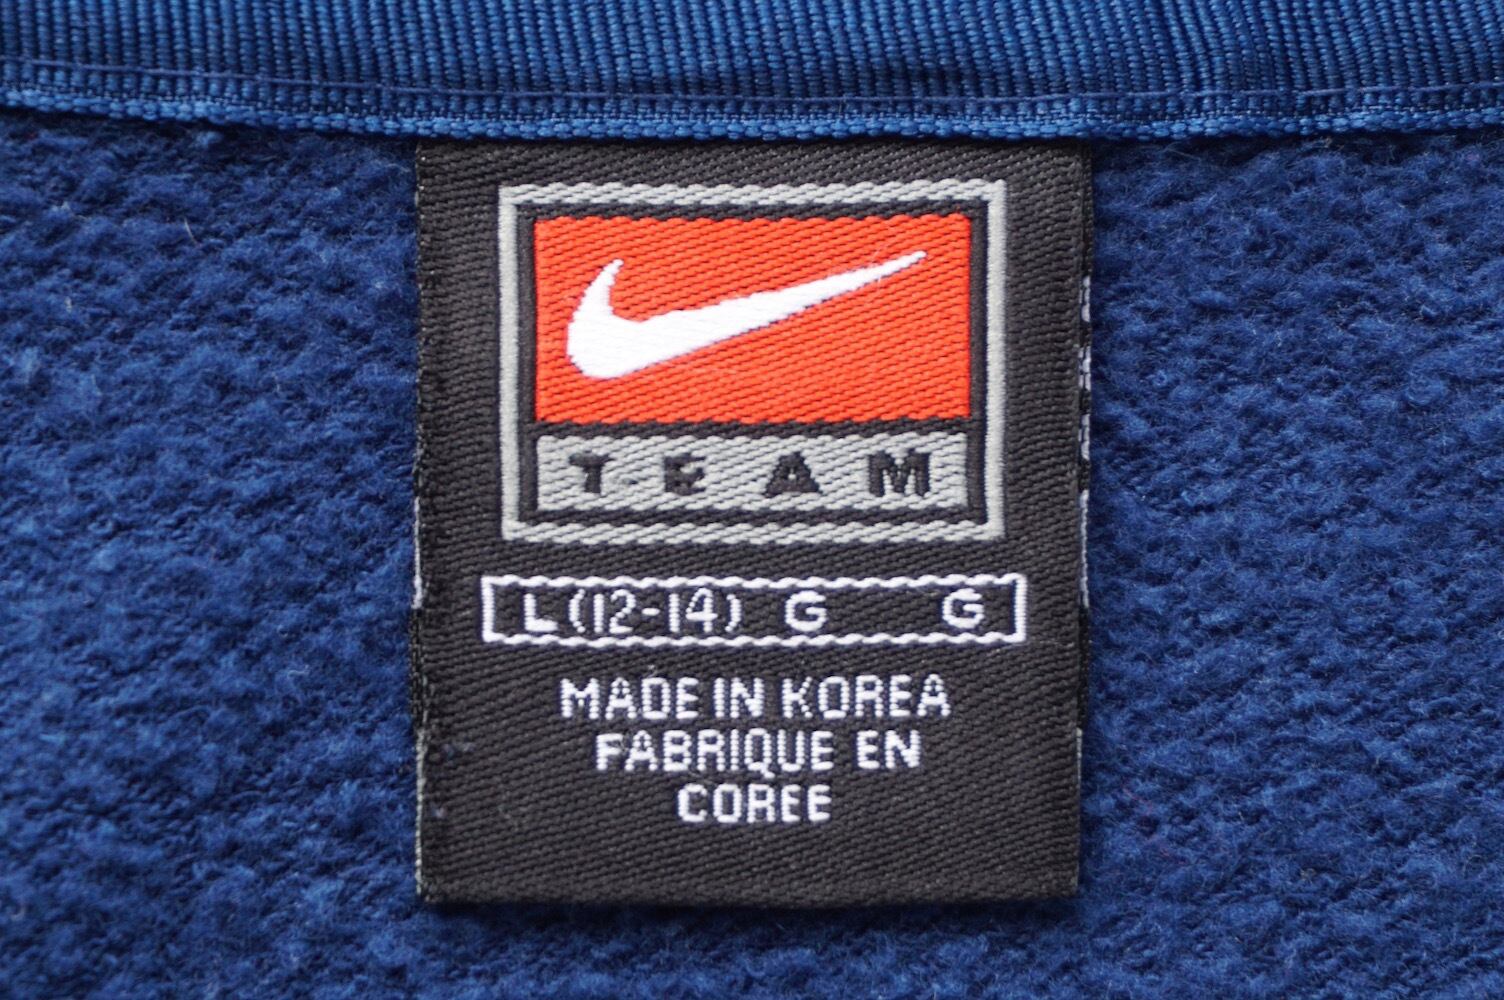 TEAM
L (12-14) G G
MADE IN KOREA
FABRIQUE EN
COREE